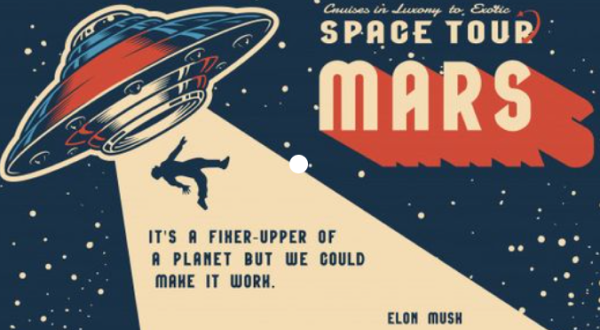 Cruises in Luxony to Exotic
SPACE TOUR
MARS
IT'S A FIXER-UPPER OF
A PLANET BUT WE COULD
MAKE IT WORK.
ELON MUSK